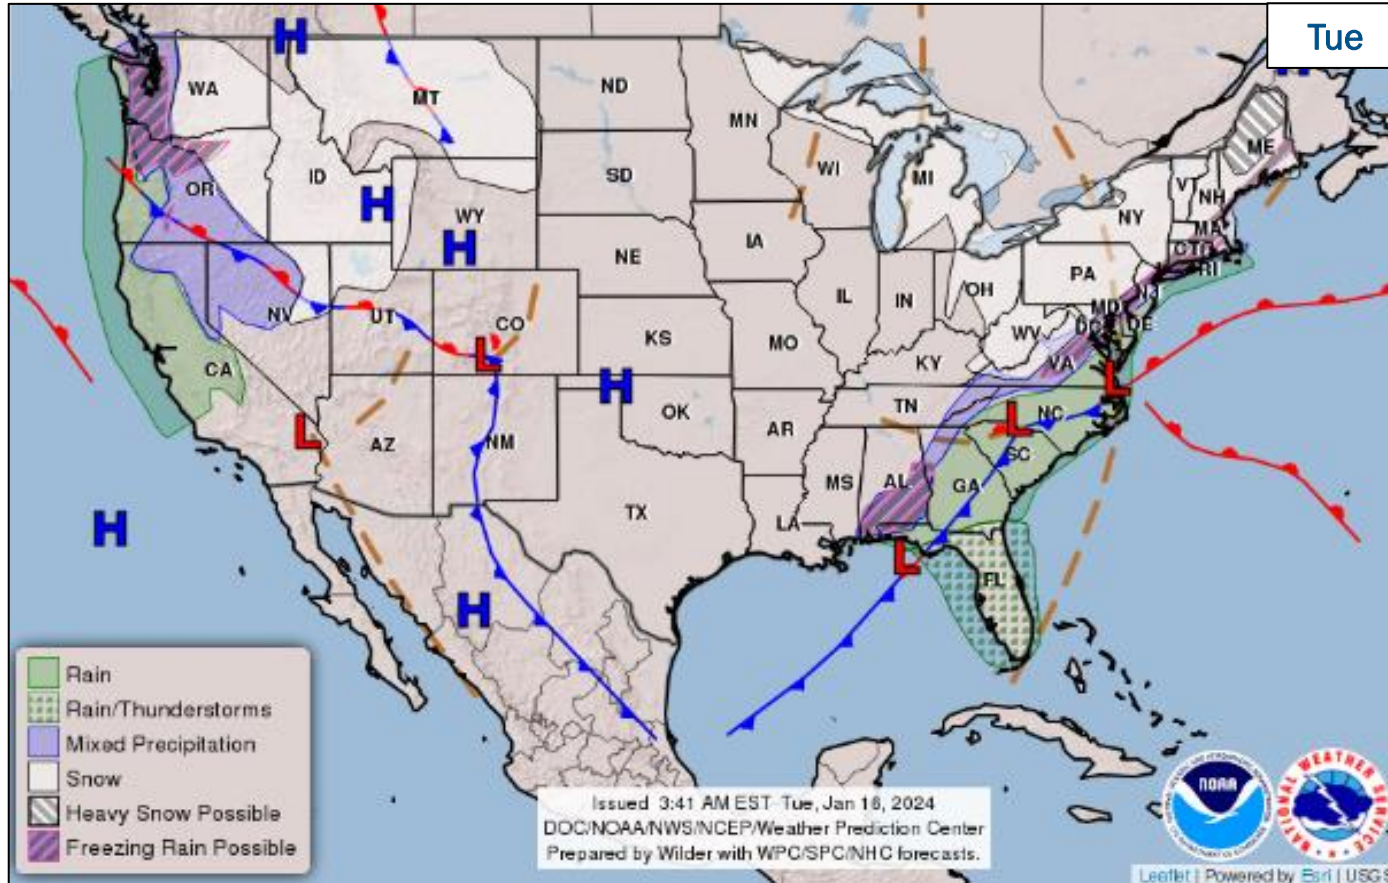 Tue
H
H
WA
MT
ND
MN
ME
OR
ID
SD
WI
MI
VT
NH
H
WY
H
NY
MA
IA
CT
RI
NE
PA
NJ
NV
UT
CO
IL
IN
OH
MD
DE
DC
WV
VA
KS
MO
KY
CA
L
H
L
OK
TN
NC
L
L
AZ
NM
AR
SC
MS
AL
GA
TX
LA
H
L
FL
H
Rain
Rain/Thunderstorms
Mixed Precipitation
Snow
Heavy Snow Possible
Freezing Rain Possible
Issued 3:41 AM EST Tue, Jan 16, 2024
DOC/NOAA/NWS/NCEP/Weather Prediction Center
Prepared by Wilder with WPC/SPC/NHC forecasts.
NOAA
NATIONAL WEATHER SERVICE
Leaflet | Powered by Esri | USGS